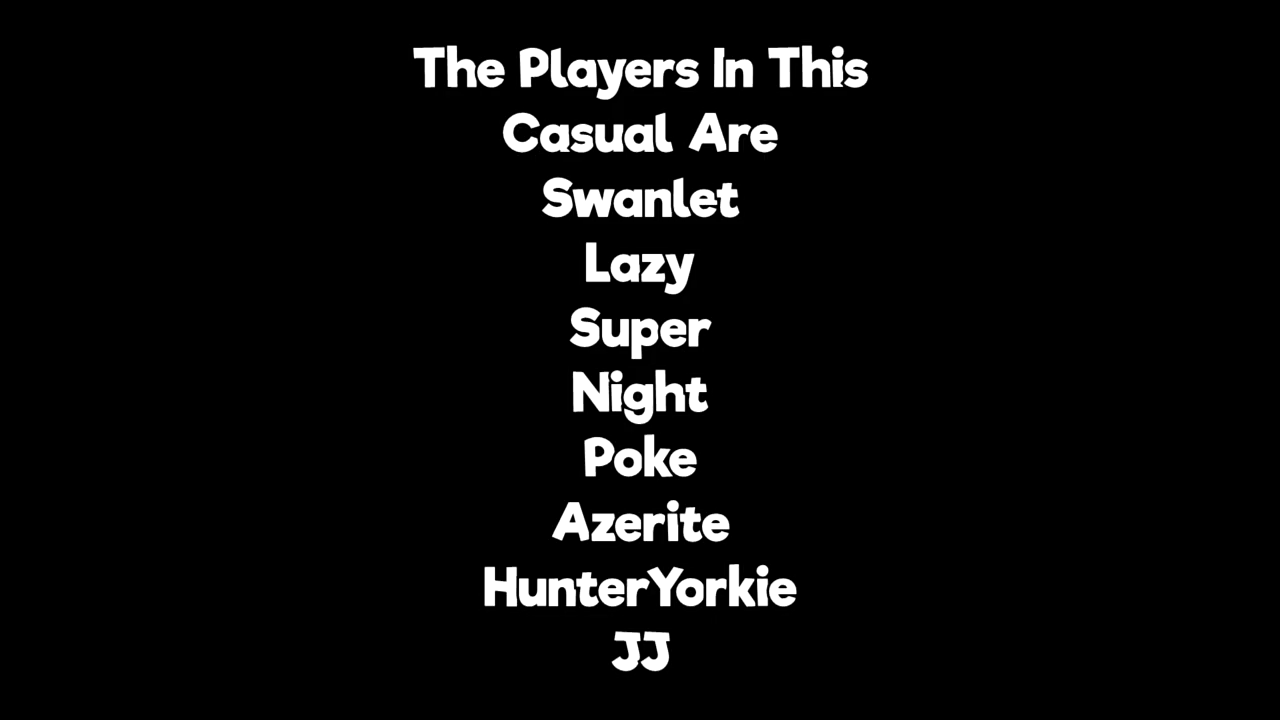 The Players In This
Casual Are
Swanlet
Lazy
Super
Night
Poke
Azerite
HunterYorkie
JJ